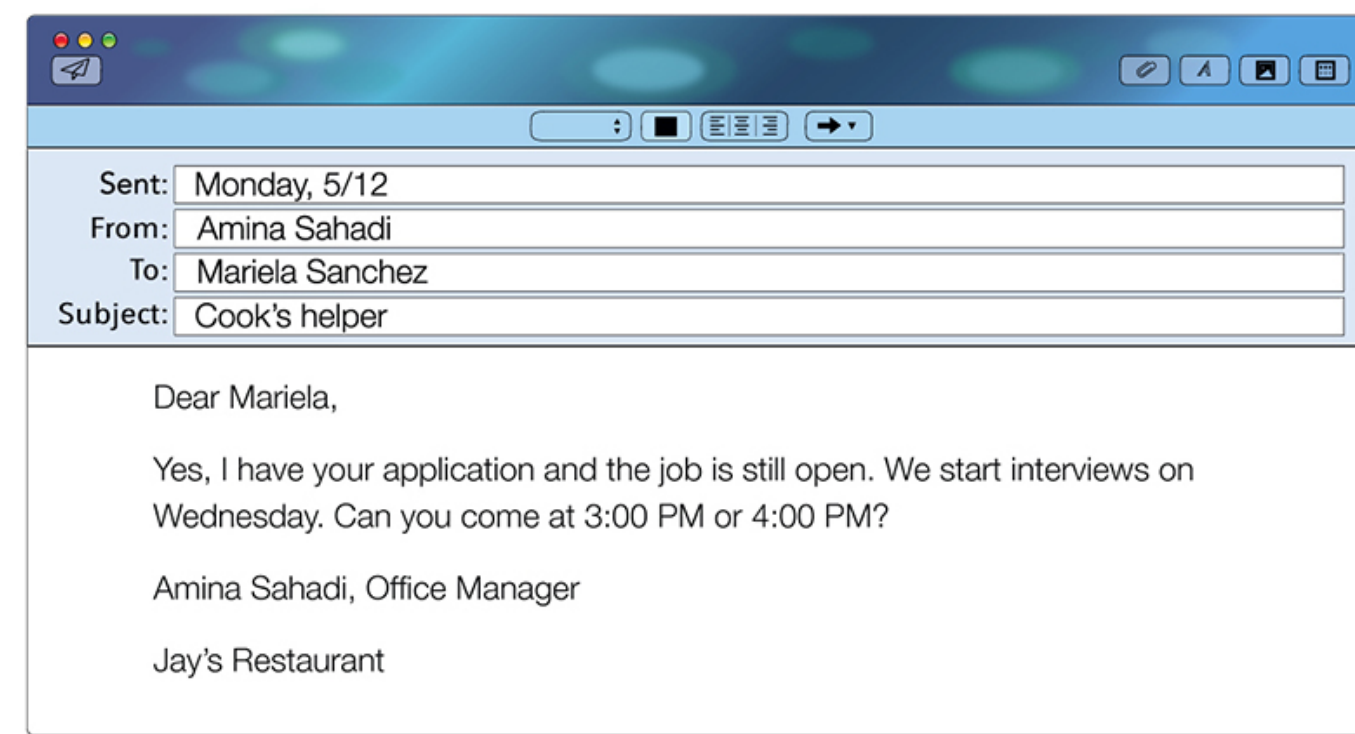 Sent: Monday, 5/12
From: Amina Sahadi
To: Mariela Sanchez
Subject: Cook's helper
Dear Mariela,
Yes, I have your application and the job is still open. We start interviews on
Wednesday. Can you come at 3:00 PM or 4:00 PM?
Amina Sahadi, Office Manager
Jay's Restaurant